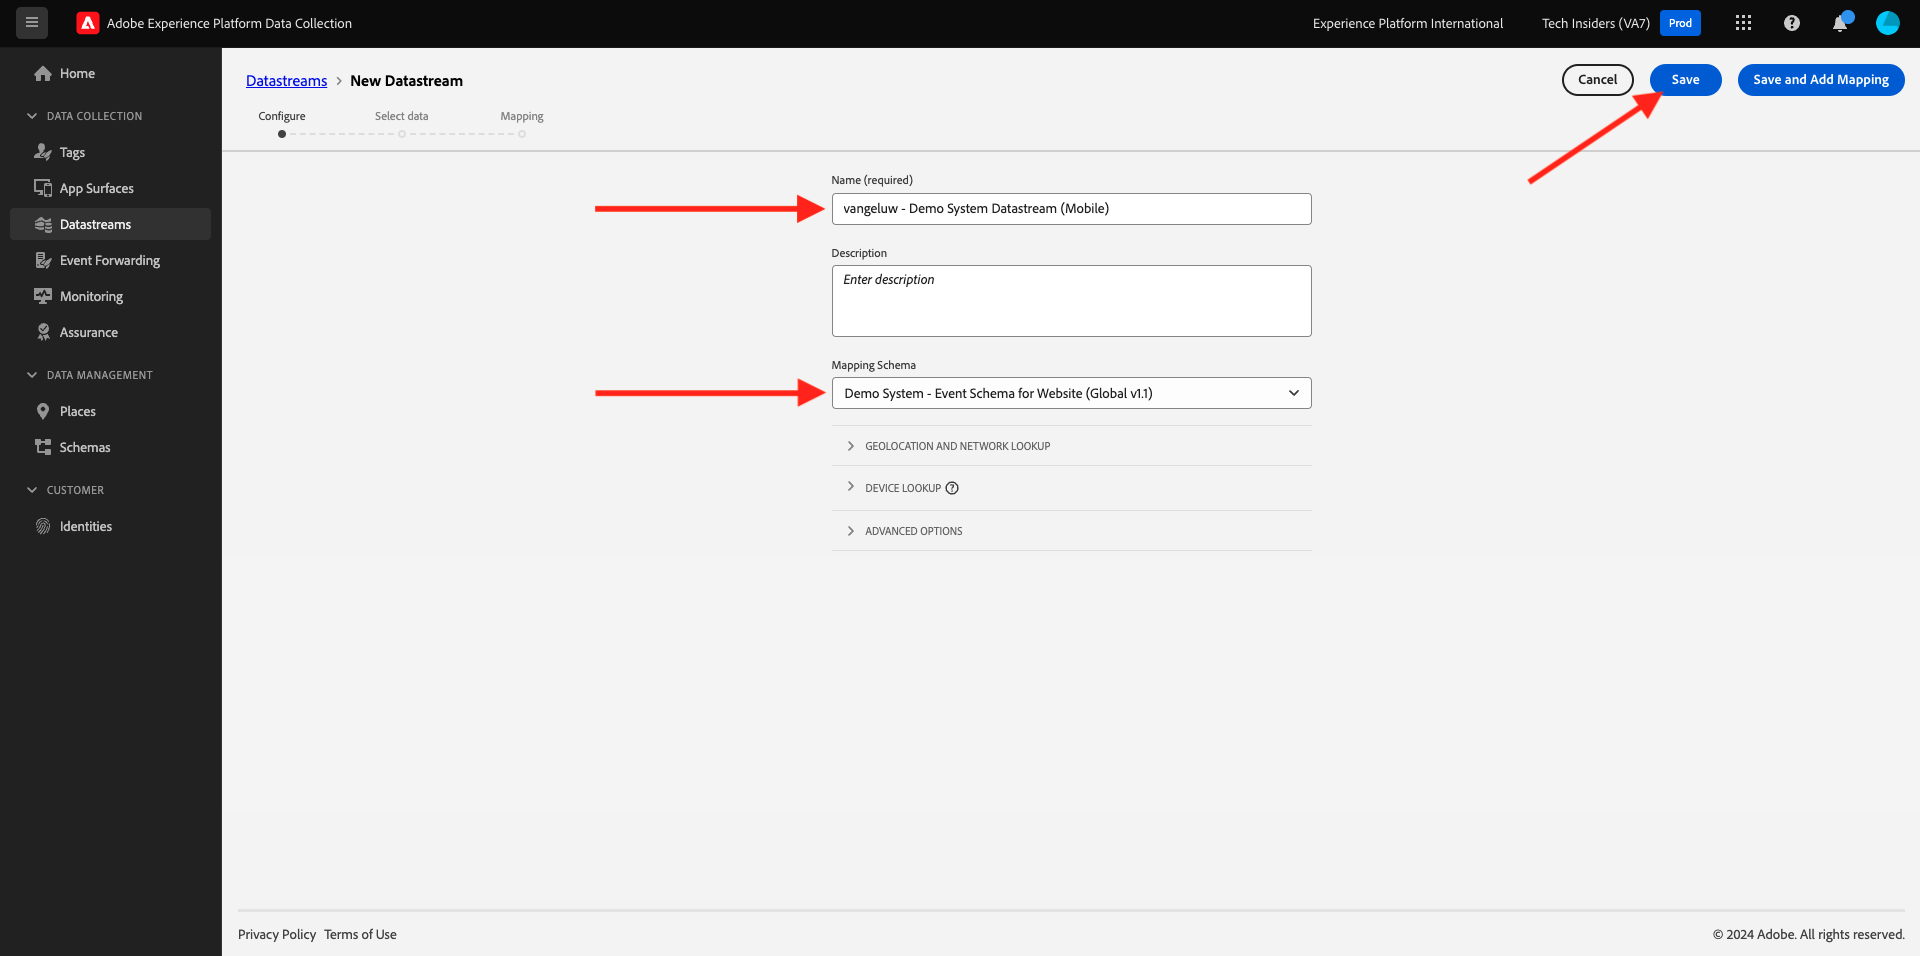 Adobe Experience Platform Data Collection
Experience Platform International
Tech Insiders (VA7)
Prod
Home
DATA COLLECTION
Tags
App Surfaces
Datastreams
Event Forwarding
Monitoring
Assurance
DATA MANAGEMENT
Places
Schemas
CUSTOMER
Identities
Datastreams > New Datastream
Cancel
Save
Save and Add Mapping
Configure
Select data
Mapping
Name (required)
vangeluw - Demo System Datastream (Mobile)
Description
Enter description
Mapping Schema
Demo System - Event Schema for Website (Global v1.1)
GEOLOCATION AND NETWORK LOOKUP
DEVICE LOOKUP
ADVANCED OPTIONS
Privacy Policy
Terms of Use
© 2024 Adobe. All rights reserved.